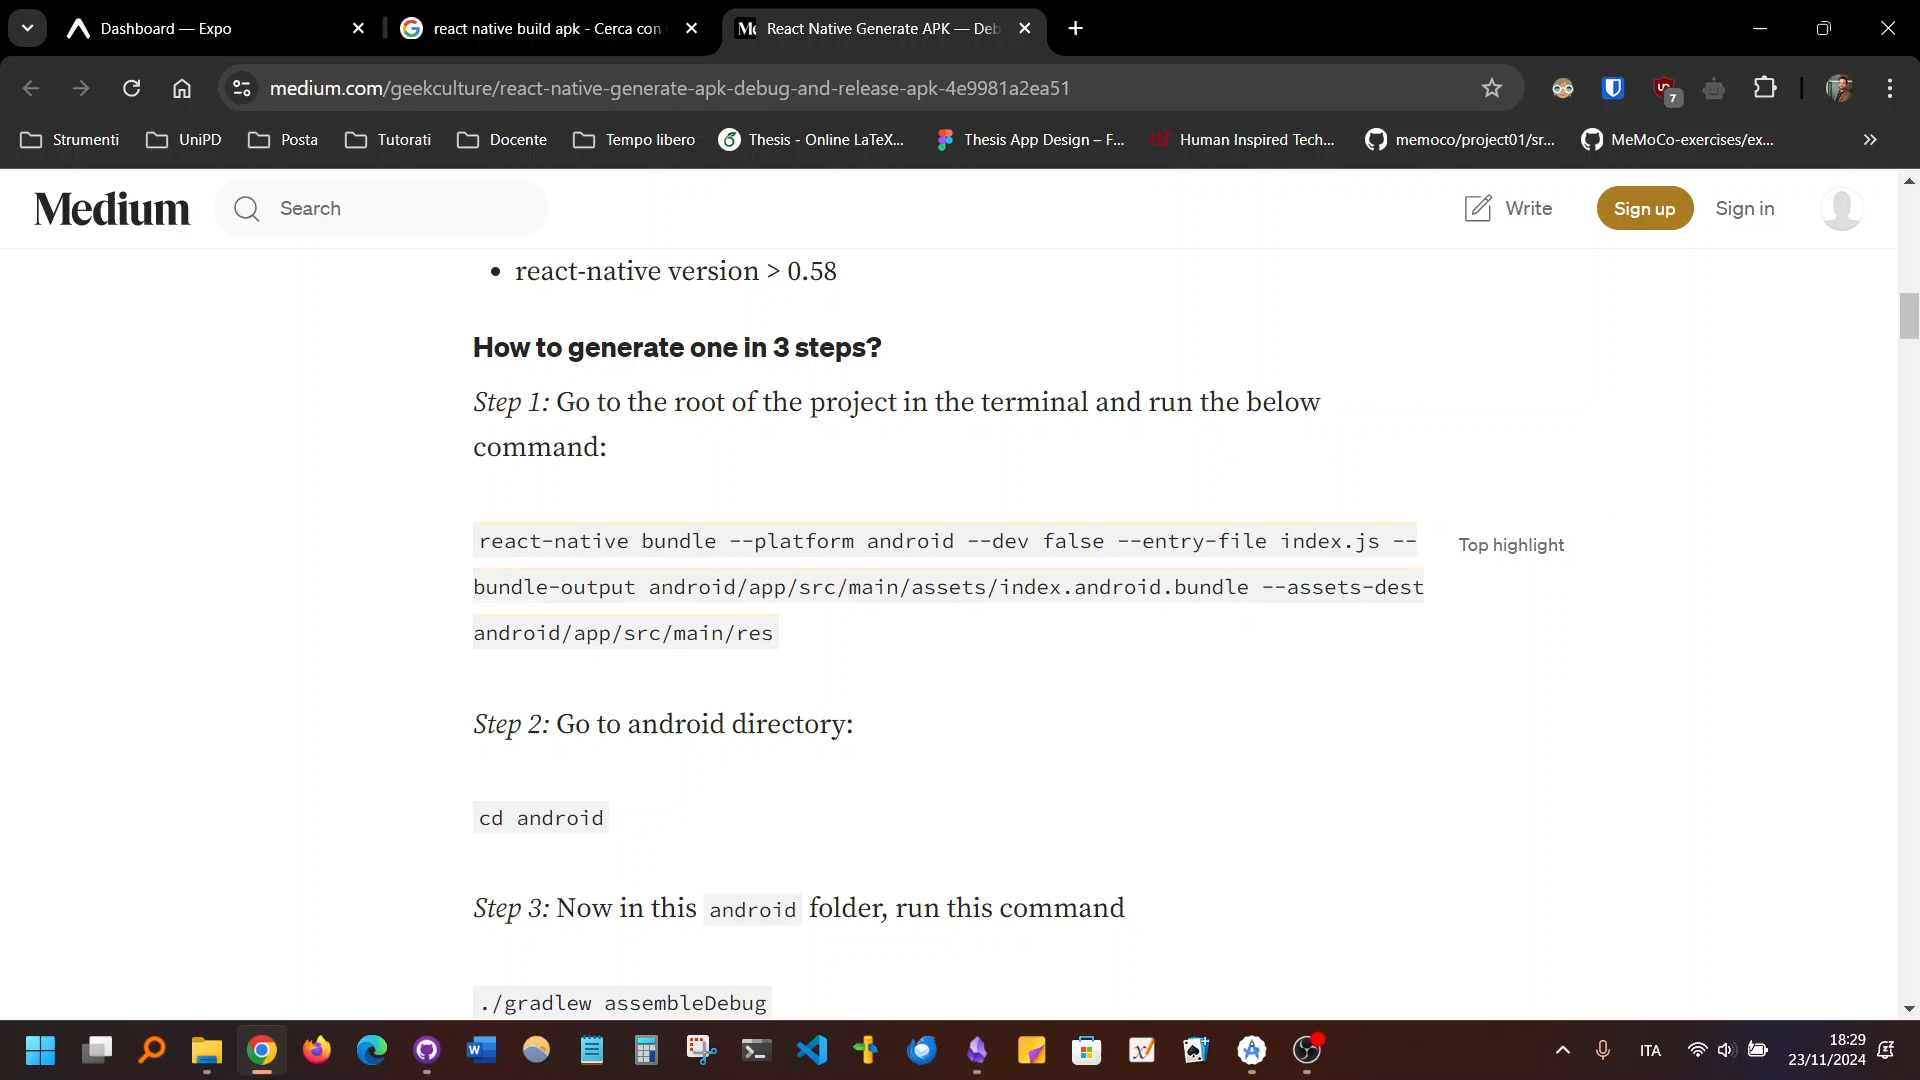 Dashboard — Expo
react native build apk - Cerca con
React Native Generate APK — Deb
medium.com/geekculture/react-native-generate-apk-debug-and-release-apk-4e9981a2ea51
7
Strumenti
UniPD
Posta
Tutorati
Docente
Tempo libero
Thesis - Online LaTeX...
Thesis App Design – F...
Human Inspired Tech...
memoco/project01/sr...
MeMoCo-exercises/ex...
Medium
Search
Write
Sign up
Sign in
• react-native version > 0.58
How to generate one in 3 steps?
Step 1: Go to the root of the project in the terminal and run the below
command:
react-native bundle --platform android --dev false --entry-file index.js --
Top highlight
bundle-output android/app/src/main/assets/index.android.bundle --assets-dest
android/app/src/main/res
Step 2: Go to android directory:
cd android
Step 3: Now in this android folder, run this command
./gradlew assembleDebug
ITA
18:29
23/11/2024